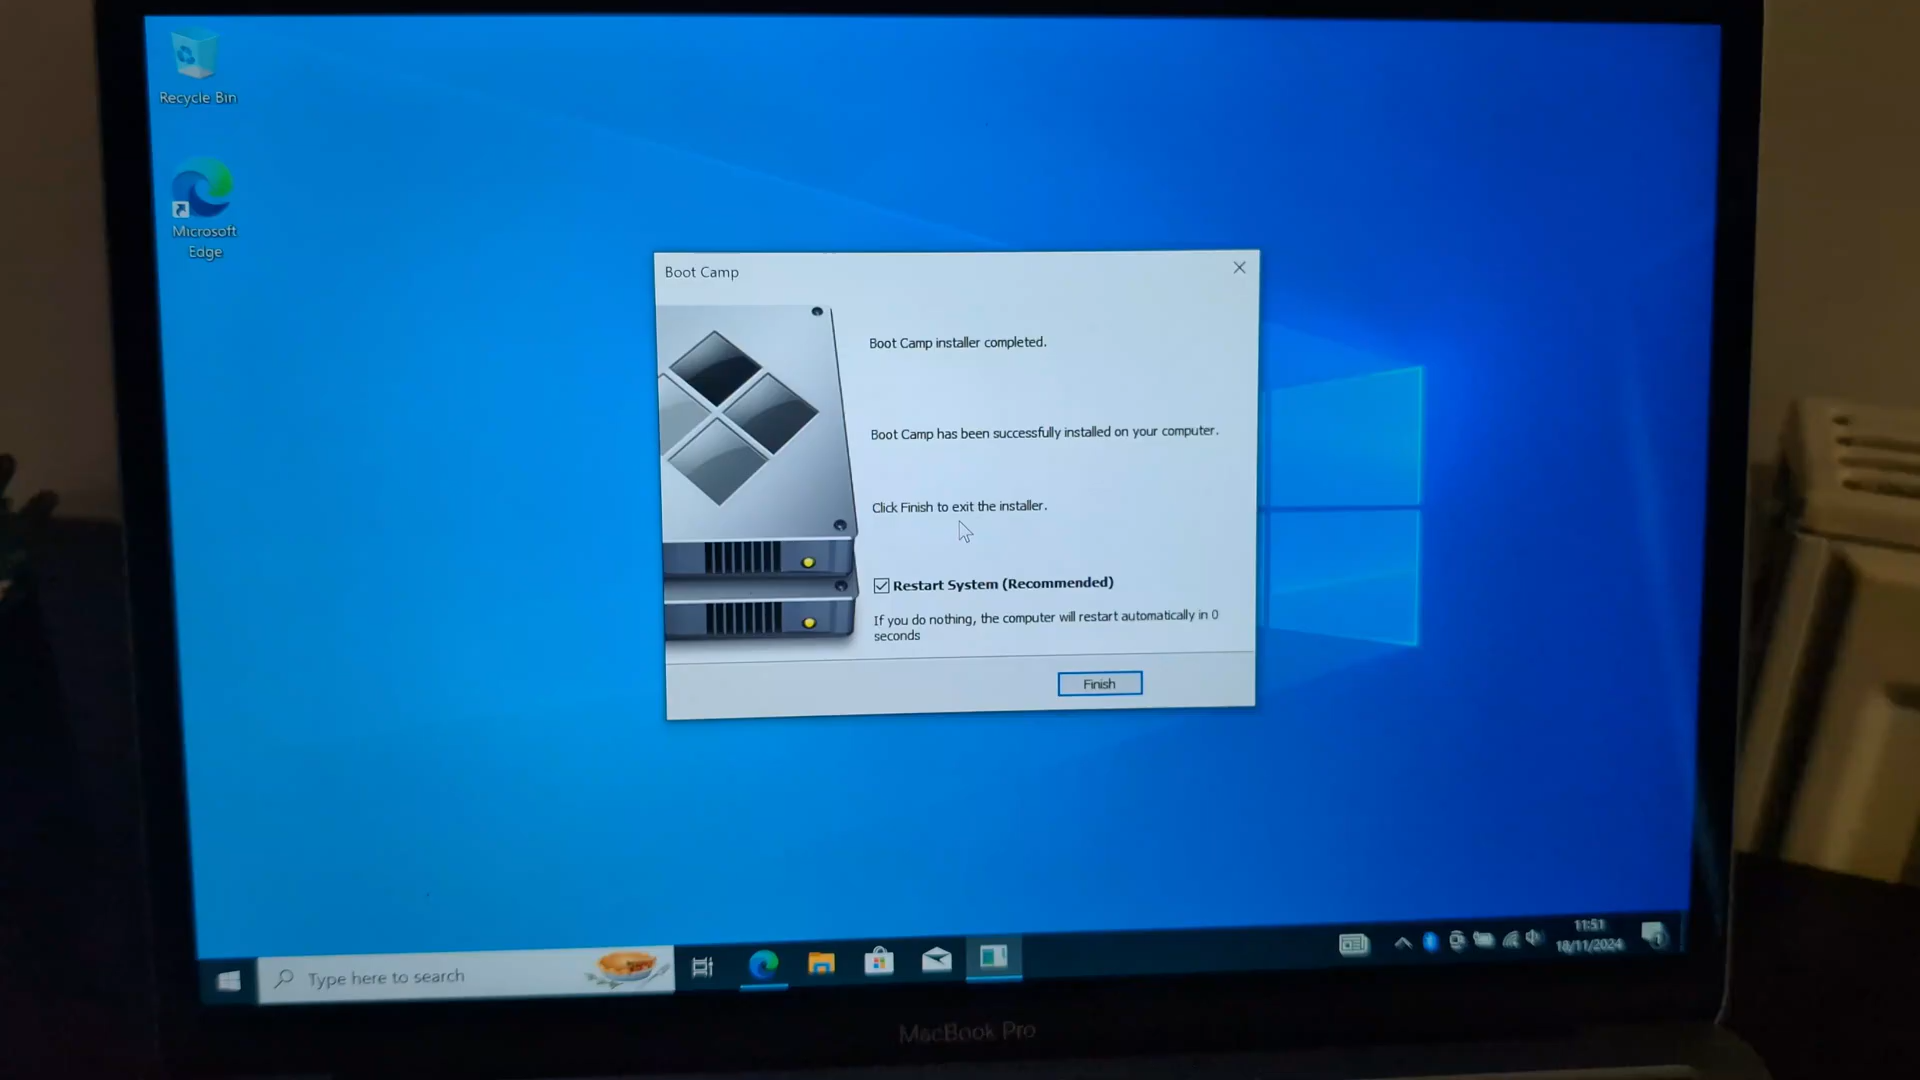 Recycle Bin
Microsoft
Edge
Boot Camp
Boot Camp installer completed.
Boot Camp has been successfully installed on your computer.
Click Finish to exit the installer.
Restart System (Recommended)
If you do nothing, the computer will restart automatically in 0
seconds
Finish
Type here to search
11:51
18/11/2024
1
MacBook Pro